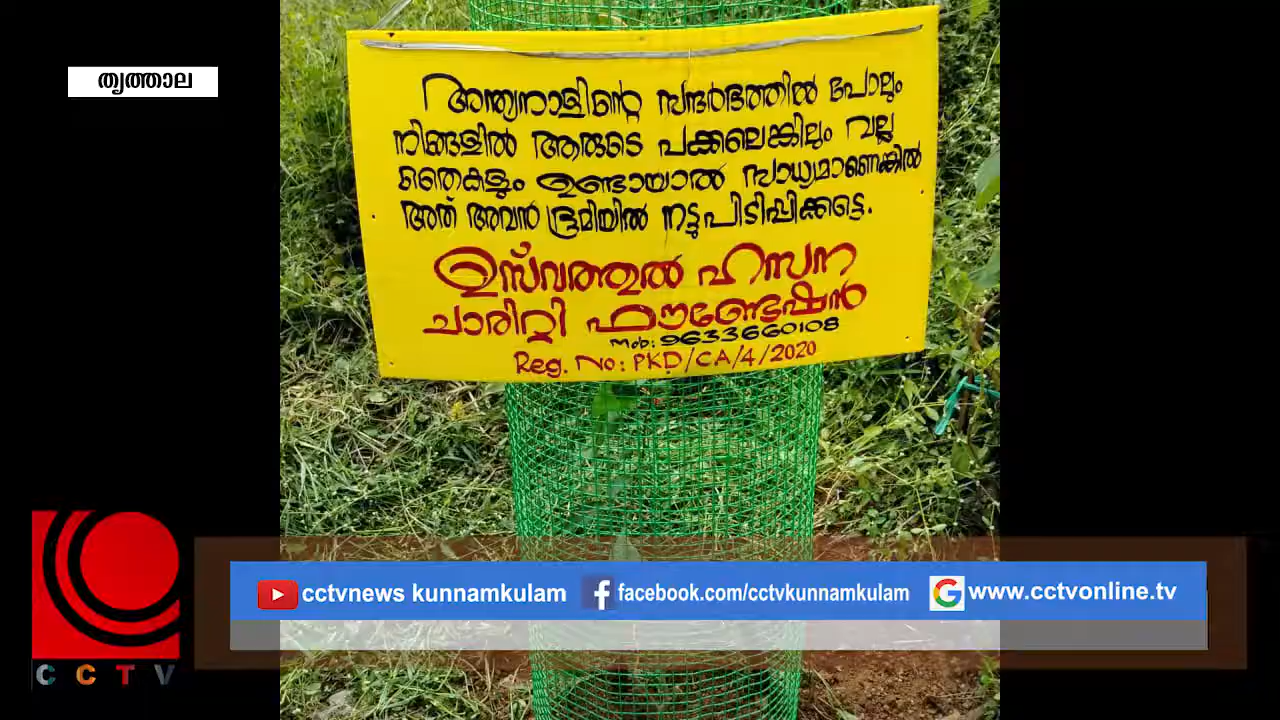 തൃത്താല
അന്ത്യനാളിന്റെ സന്ദർഭത്തിൽ പോലും
നിങ്ങളിൽ ആരുടെ പക്കലെങ്കിലും വല്ല
തൈകളും ഉണ്ടായാൽ സാധ്യമാണെങ്കിൽ
അത് അവൻ ഭൂമിയിൽ നട്ടുപിടിപ്പിക്കട്ടെ.
ഉസ്‌വത്തുൽ ഹസന
ചാരിറ്റി ഫൗണ്ടേഷൻ
Mob: 9633660108
Reg. No: PKD/CA/4/2020
cctvnews kunnamkulam facebook.com/cctvkunnamkulam www.cctvonline.tv
CCTV